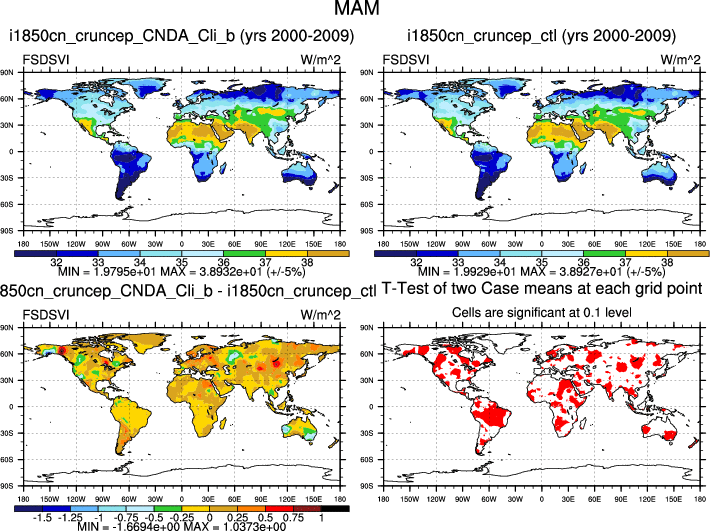 MAM
i1850cn_cruncep_CNDA_Cli_b (yrs 2000-2009)
FSDSVI W/m^2
90N
60N
30N
0
30S
60S
90S
180 150W 120W 90W 60W 30W 0 30E 60E 90E 120E 150E 180
32 33 34 35 36 37 38
MIN = 1.9795e+01 MAX = 3.8932e+01 (+/-5%)
i1850cn_cruncep_ctl (yrs 2000-2009)
FSDSVI W/m^2
90N
60N
30N
0
30S
60S
90S
180 150W 120W 90W 60W 30W 0 30E 60E 90E 120E 150E 180
32 33 34 35 36 37 38
MIN = 1.9929e+01 MAX = 3.8927e+01 (+/-5%)
850cn_cruncep_CNDA_Cli_b - i1850cn_cruncep_ctl
FSDSVI W/m^2
90N
60N
30N
0
30S
60S
90S
180 150W 120W 90W 60W 30W 0 30E 60E 90E 120E 150E 180
-1.5 -1.25 -1 -0.75 -0.5 -0.25 0 0.25 0.5 0.75 1
MIN = -1.6694e+00 MAX = 1.0373e+00
T-Test of two Case means at each grid point
Cells are significant at 0.1 level
90N
60N
30N
0
30S
60S
90S
180 150W 120W 90W 60W 30W 0 30E 60E 90E 120E 150E 180